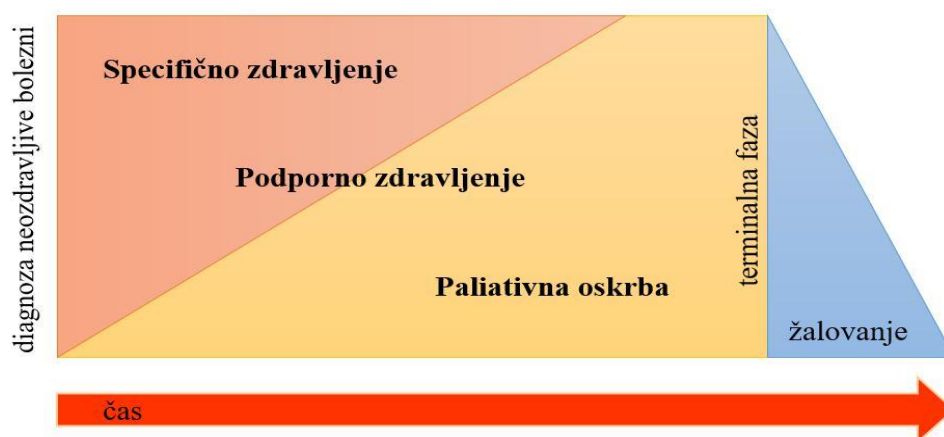 diagnoza neozdravljive bolezni
Specifično zdravljenje
Podporno zdravljenje
Paliativna oskrba
terminalna faza
žalovanje
čas